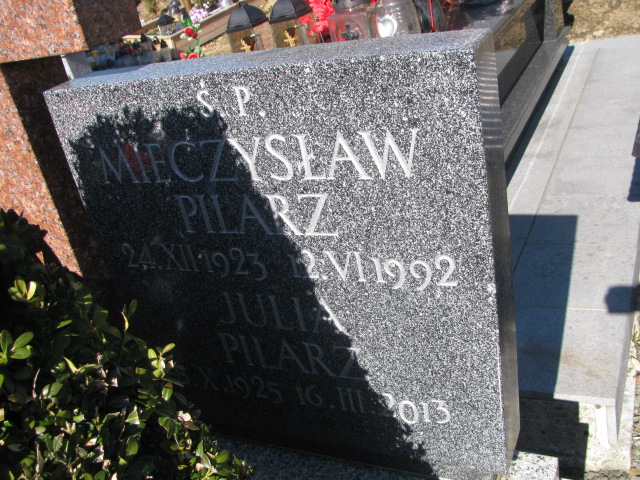 Ś. P.
MIECZYSŁAW
PILARZ
24.XII 1923 12.VI 1992
JULIA
PILARZ
.X.1925 16.III.2013